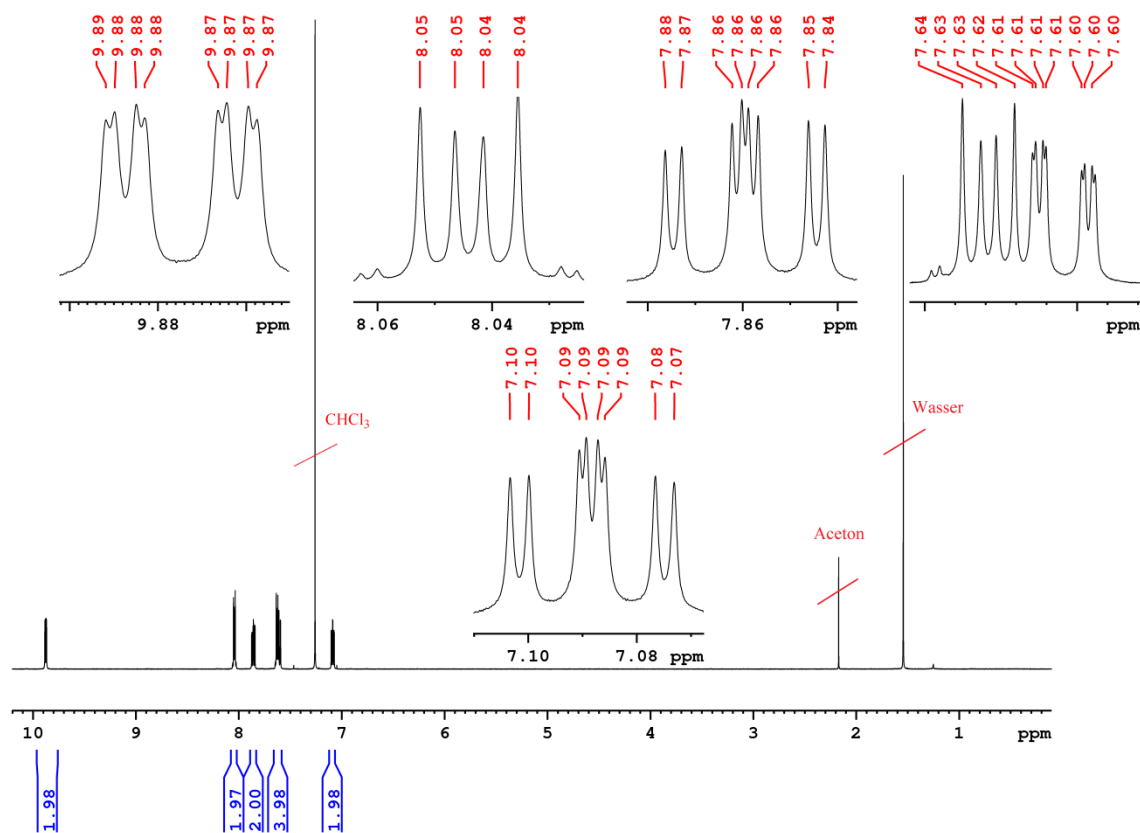 9.89 9.88 9.88 9.88 9.87 9.87 9.87 9.87
8.05 8.05 8.04 8.04
7.88 7.87 7.86 7.86 7.86 7.86 7.85 7.84
7.64 7.63 7.63 7.62 7.61 7.61 7.61 7.61 7.60 7.60 7.60
9.88 ppm
8.06 8.04 ppm
7.86 ppm
ppm
7.10 7.10 7.09 7.09 7.09 7.09 7.08 7.07
7.10 7.08 ppm
CHCl₃
Wasser
Aceton
10 9 8 7 6 5 4 3 2 1 ppm
1.98 1.97 2.00 3.98 1.98